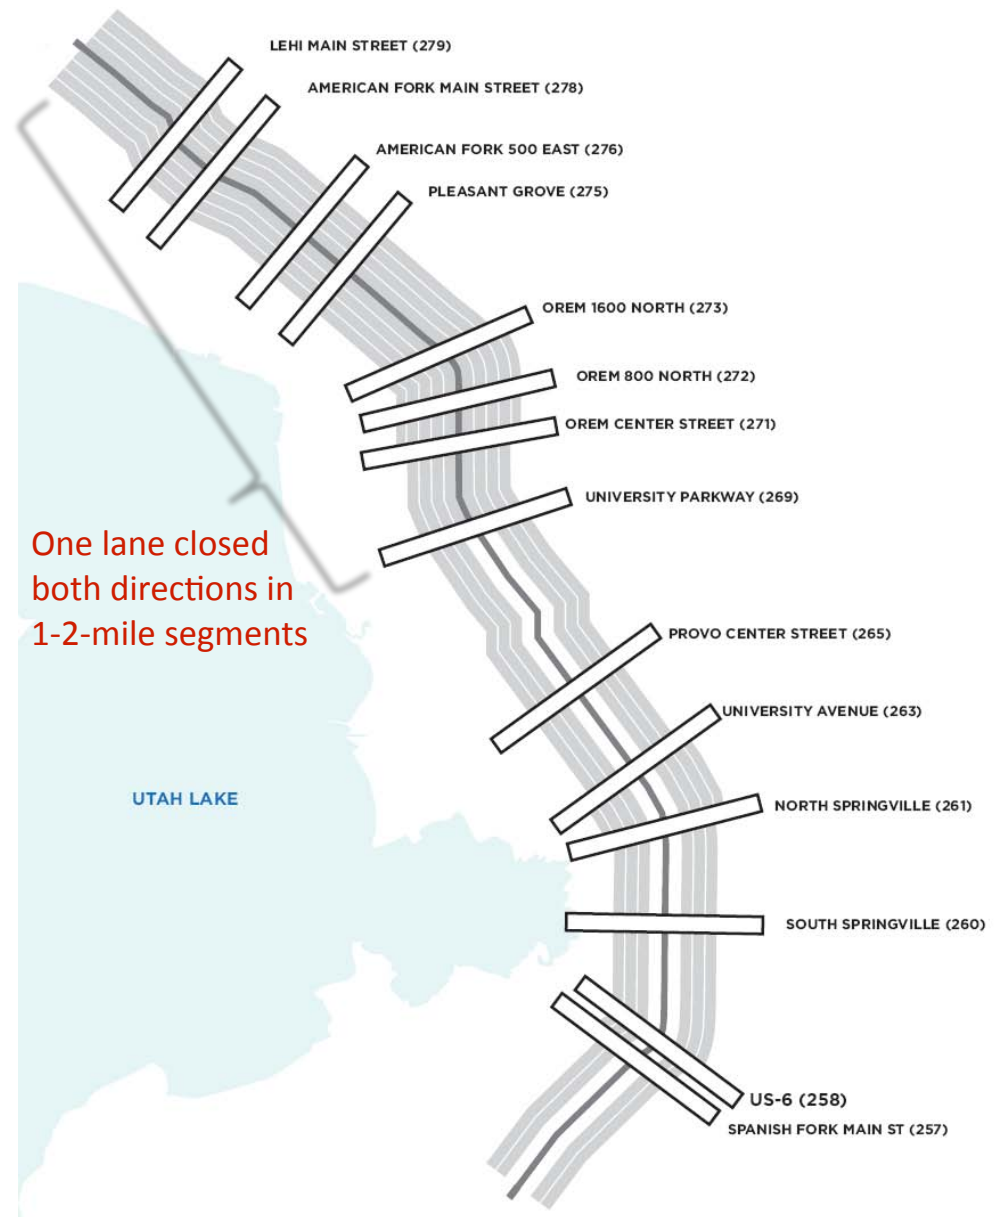 LEHI MAIN STREET (279)
AMERICAN FORK MAIN STREET (278)
AMERICAN FORK 500 EAST (276)
PLEASANT GROVE (275)
OREM 1600 NORTH (273)
OREM 800 NORTH (272)
OREM CENTER STREET (271)
UNIVERSITY PARKWAY (269)
One lane closed
both directions in
1-2-mile segments
PROVO CENTER STREET (265)
UNIVERSITY AVENUE (263)
UTAH LAKE
NORTH SPRINGVILLE (261)
SOUTH SPRINGVILLE (260)
US-6 (258)
SPANISH FORK MAIN ST (257)